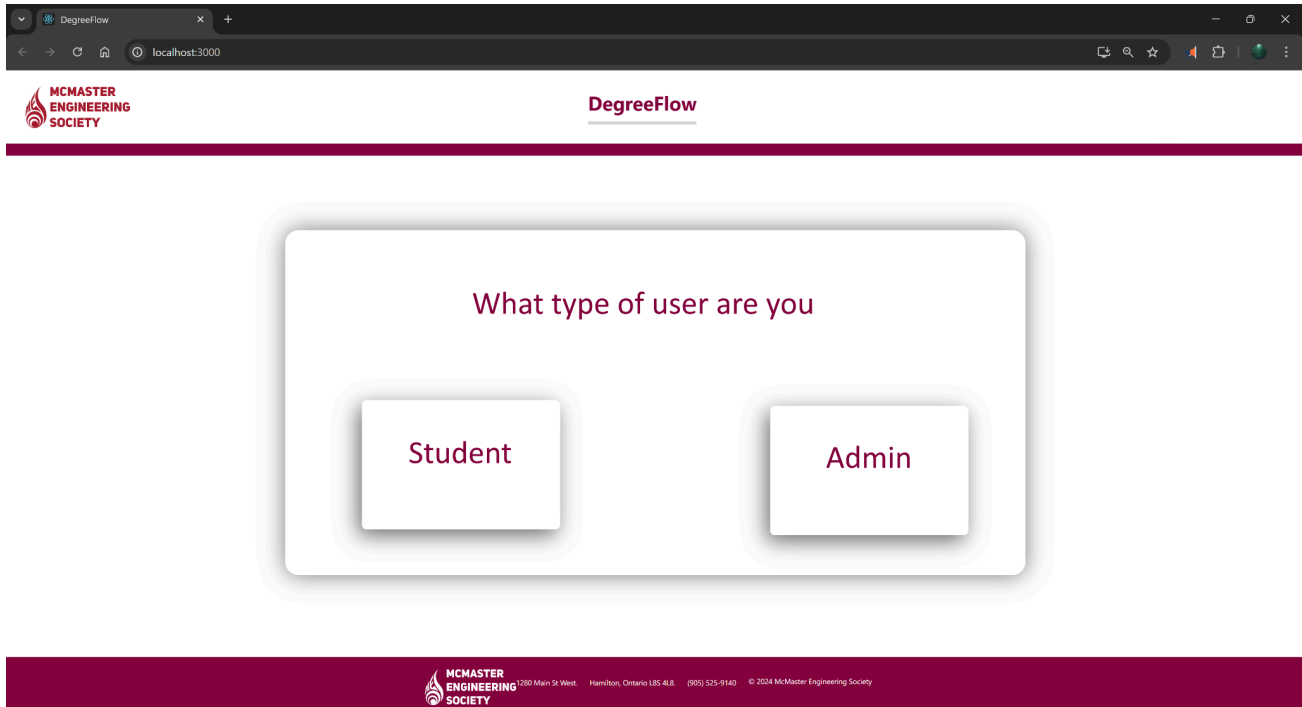 DegreeFlow
localhost:3000
MCMASTER
ENGINEERING
SOCIETY
DegreeFlow
What type of user are you
Student
Admin
MCMASTER
ENGINEERING
SOCIETY
1280 Main St West. Hamilton, Ontario L8S 4L8. (905) 525-9140 © 2024 McMaster Engineering Society